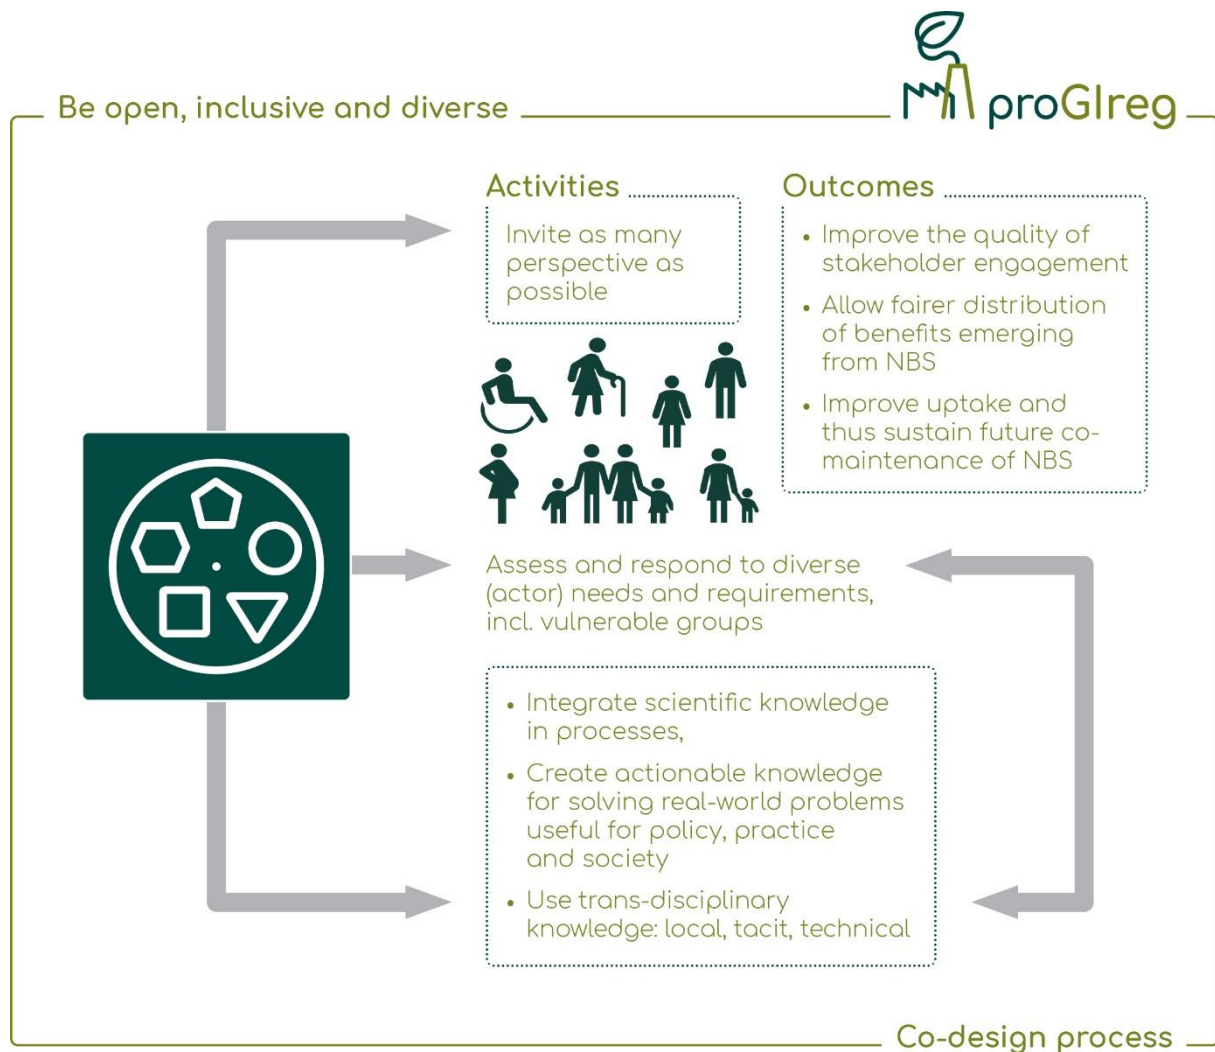 Be open, inclusive and diverse
proGIreg
Activities
Invite as many
perspective as
possible
Outcomes
• Improve the quality of
stakeholder engagement
• Allow fairer distribution
of benefits emerging
from NBS
• Improve uptake and
thus sustain future co-
maintenance of NBS
Assess and respond to diverse
(actor) needs and requirements,
incl. vulnerable groups
• Integrate scientific knowledge
in processes,
• Create actionable knowledge
for solving real-world problems
useful for policy, practice
and society
• Use trans-disciplinary
knowledge: local, tacit, technical
Co-design process